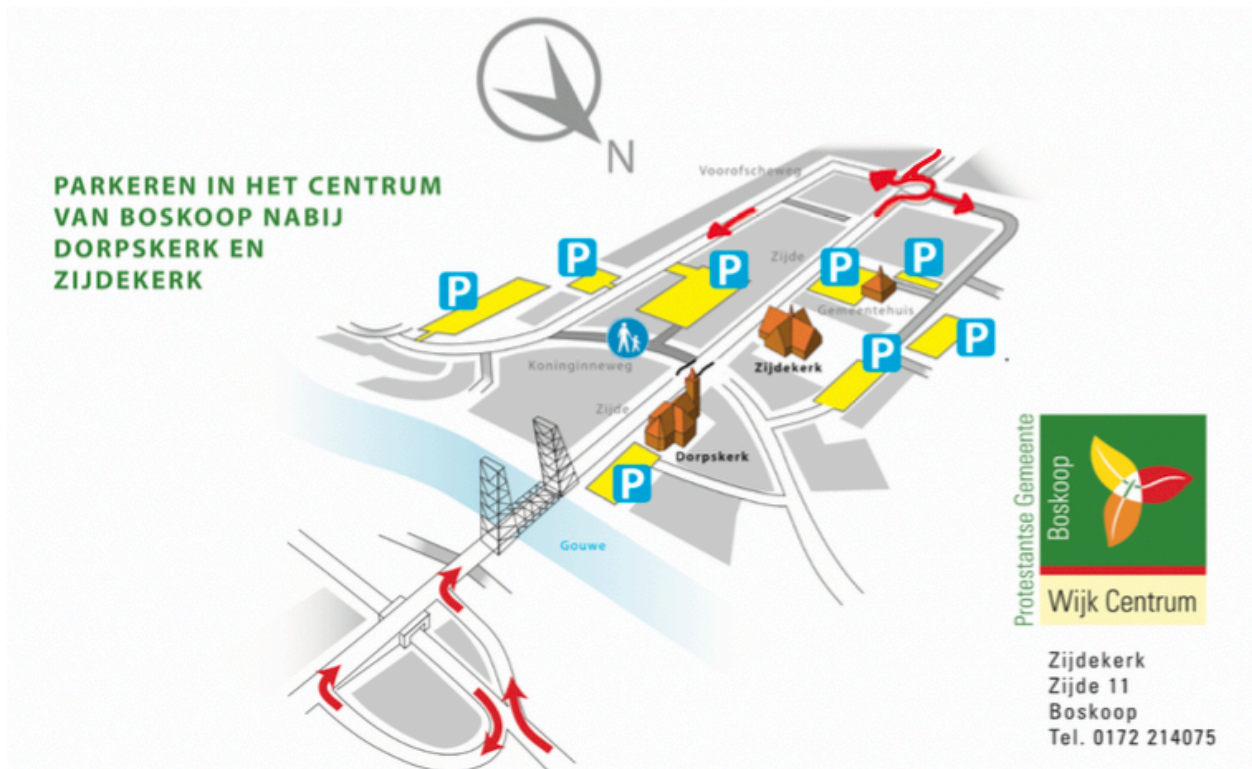 N
PARKEREN IN HET CENTRUM
VAN BOSKOOP NABIJ
DORPSKERK EN
ZIJDEKERK
Voorofscheweg
P
P
P
P
P
Zijde
Gemeentehuis
P
P
Koninginneweg
Zijdekerk
Zijde
Dorpskerk
P
Gouwe
Protestantse Gemeente
Boskoop
Wijk Centrum
Zijdekerk
Zijde 11
Boskoop
Tel. 0172 214075